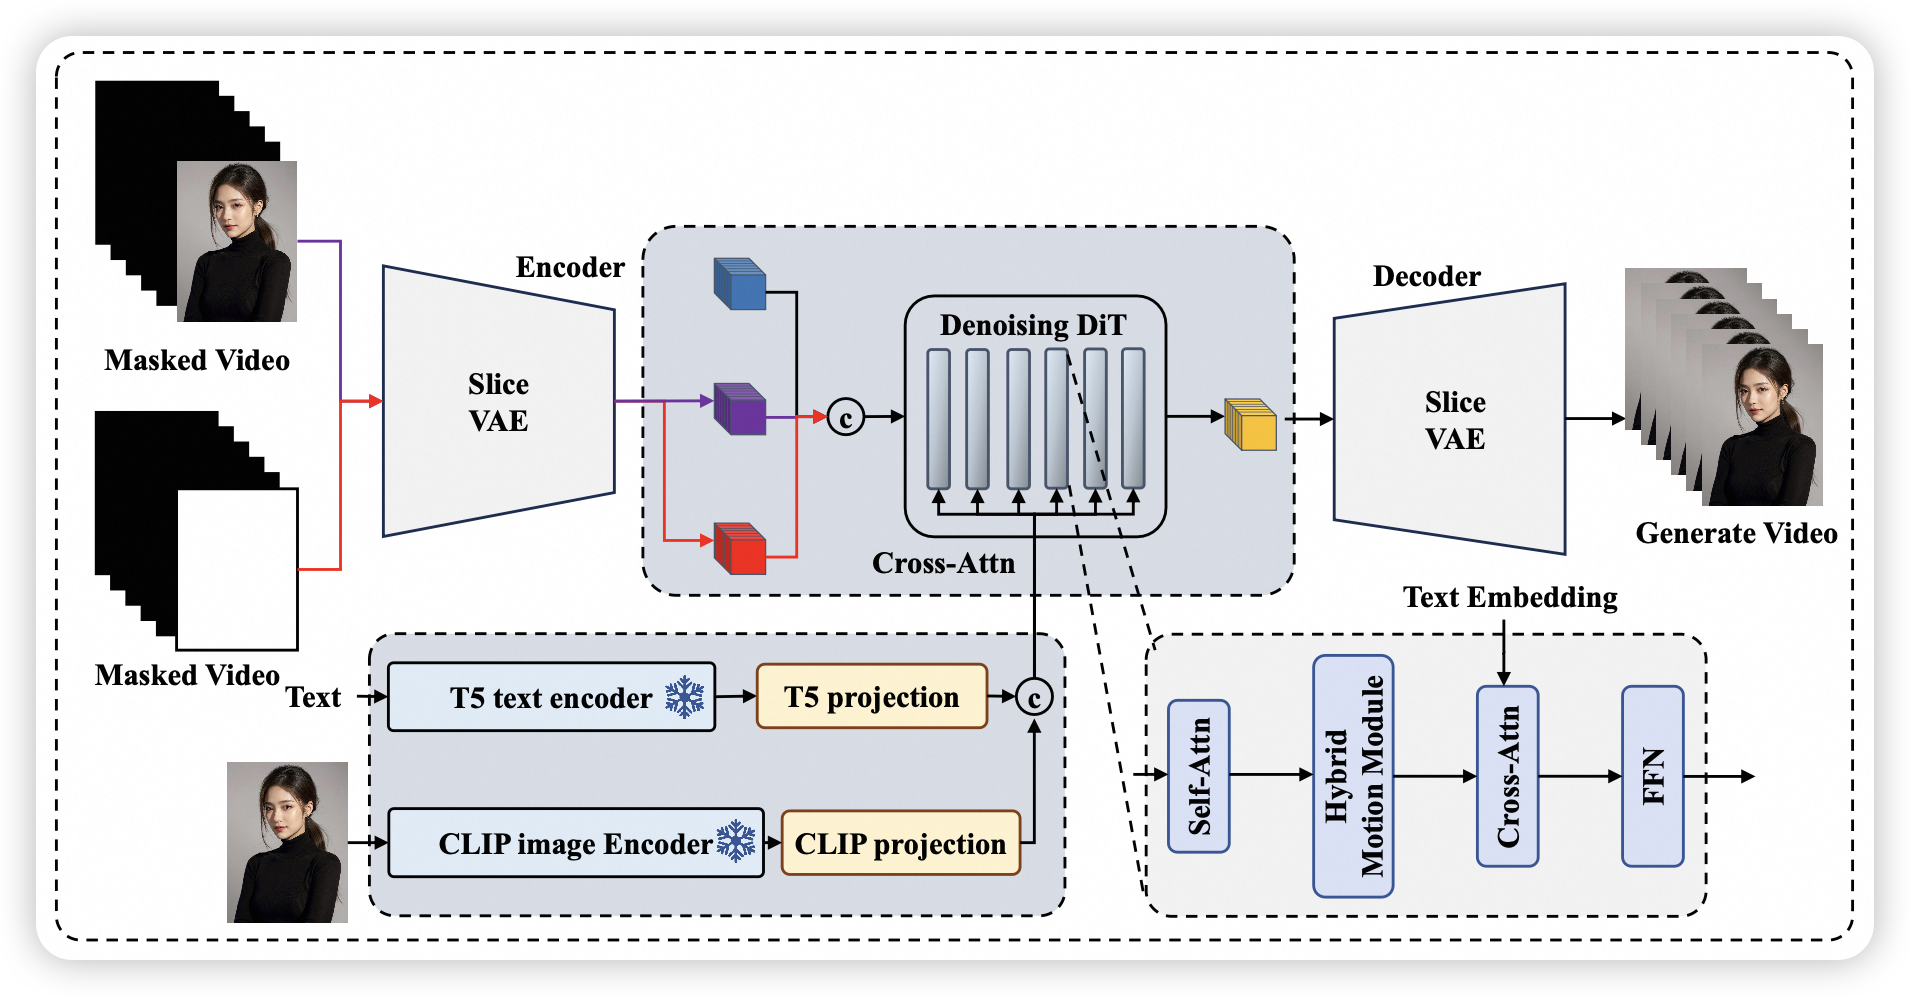 Masked Video
Masked Video
Encoder
Slice
VAE
c
Denoising DiT
Cross-Attn
Decoder
Slice
VAE
Generate Video
Text
T5 text encoder
T5 projection
c
CLIP image Encoder
CLIP projection
Text Embedding
Self-Attn
Hybrid
Motion Module
Cross-Attn
FFN